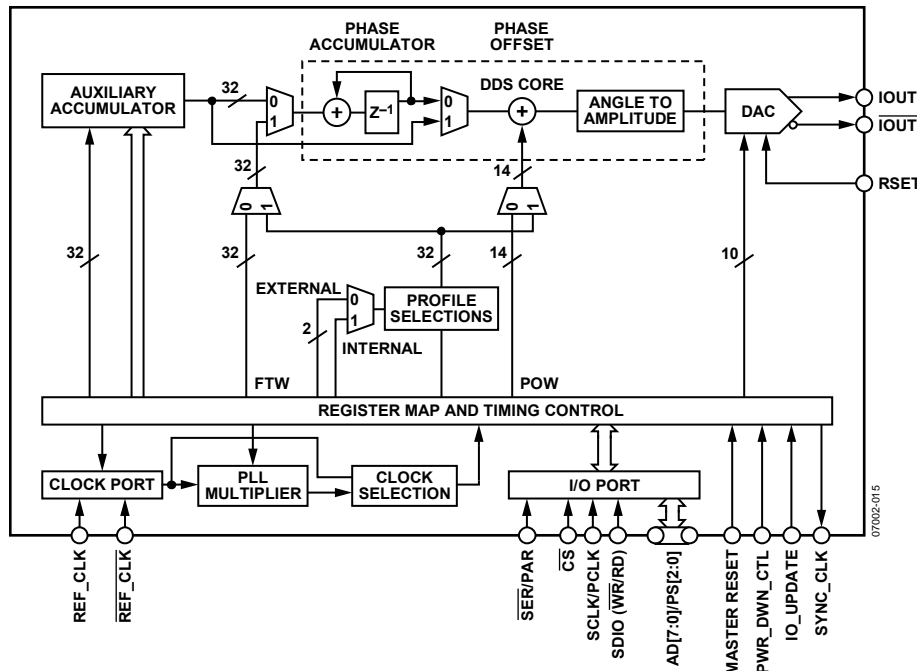 PHASE
ACCUMULATOR
PHASE
OFFSET
AUXILIARY
ACCUMULATOR
32
0
1
+
Z–1
0
1
DDS CORE
+
ANGLE TO
AMPLITUDE
DAC
IOUT
IOUT
RSET
32
14
0
1
0
1
32
32
32
14
10
EXTERNAL
2
0
1
INTERNAL
PROFILE
SELECTIONS
FTW
POW
REGISTER MAP AND TIMING CONTROL
CLOCK PORT
PLL
MULTIPLIER
CLOCK
SELECTION
I/O PORT
REF_CLK
REF_CLK
SER/PAR
CS
SCLK/PCLK
SDIO (WR/RD)
AD[7:0]/PS[2:0]
MASTER RESET
PWR_DWN_CTL
IO_UPDATE
SYNC_CLK
07002-015